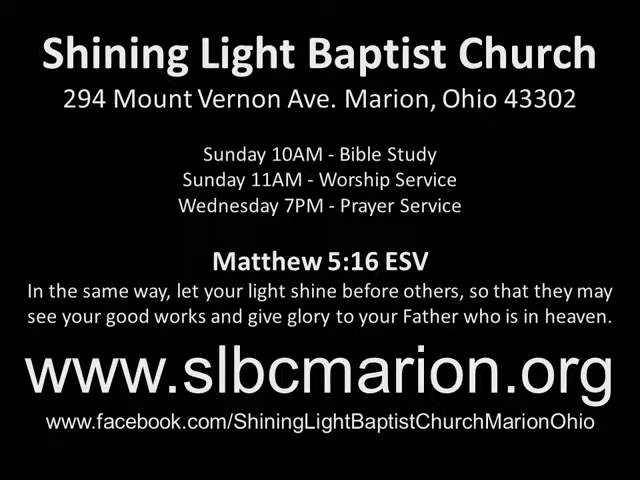 Shining Light Baptist Church
294 Mount Vernon Ave. Marion, Ohio 43302
Sunday 10AM - Bible Study
Sunday 11AM - Worship Service
Wednesday 7PM - Prayer Service
Matthew 5:16 ESV
In the same way, let your light shine before others, so that they may
see your good works and give glory to your Father who is in heaven.
www.slbcmarion.org
www.facebook.com/ShiningLightBaptistChurchMarionOhio